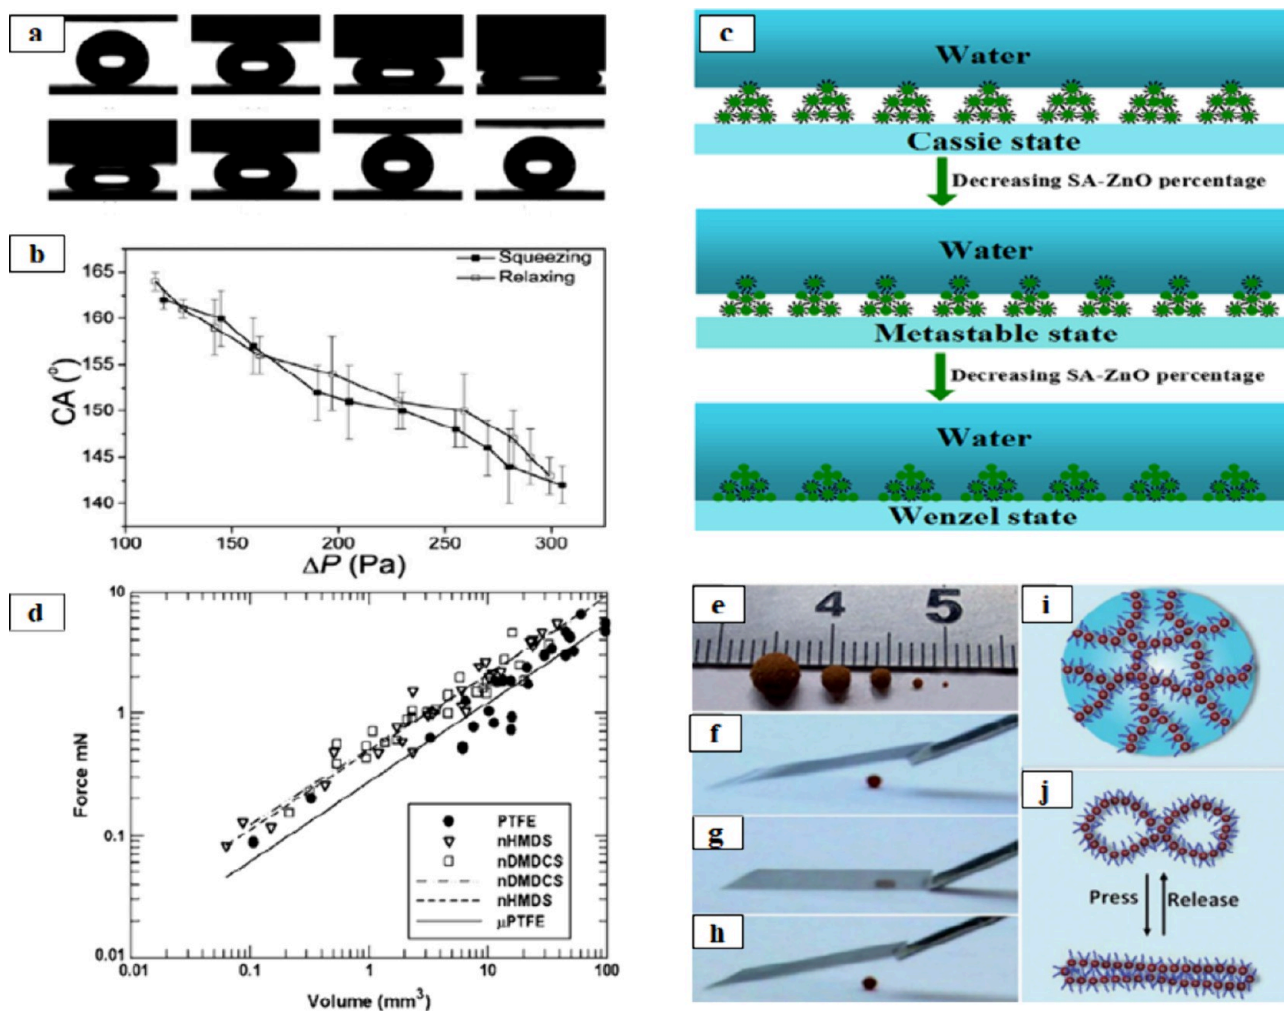 a
b
Squeezing
Relaxing
165
160
155
150
145
140
CA (°)
100
150
200
250
300
ΔP (Pa)
c
Water
Cassie state
Decreasing SA-ZnO percentage
Water
Metastable state
Decreasing SA-ZnO percentage
Water
Wenzel state
d
10
1
0.1
0.01
Force mN
PTFE
nHMDS
nDMDCS
nDMDCS
nHMDS
μPTFE
0.01
0.1
1
10
100
Volume (mm³)
e
4
5
f
g
h
i
j
Press
Release